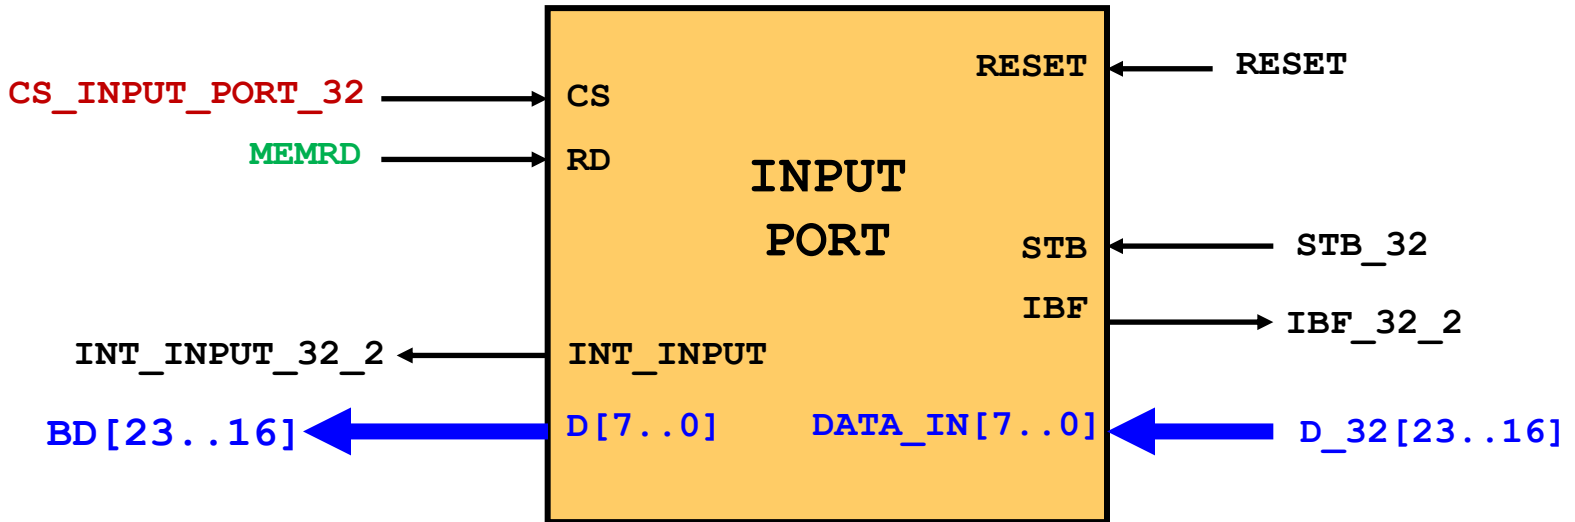 RESET RESET
CS_INPUT_PORT_32 CS
MEMRD RD
INPUT
PORT
STB STB_32
IBF IBF_32_2
INT_INPUT_32_2 INT_INPUT
BD[23..16] D[7..0] DATA_IN[7..0] D_32[23..16]